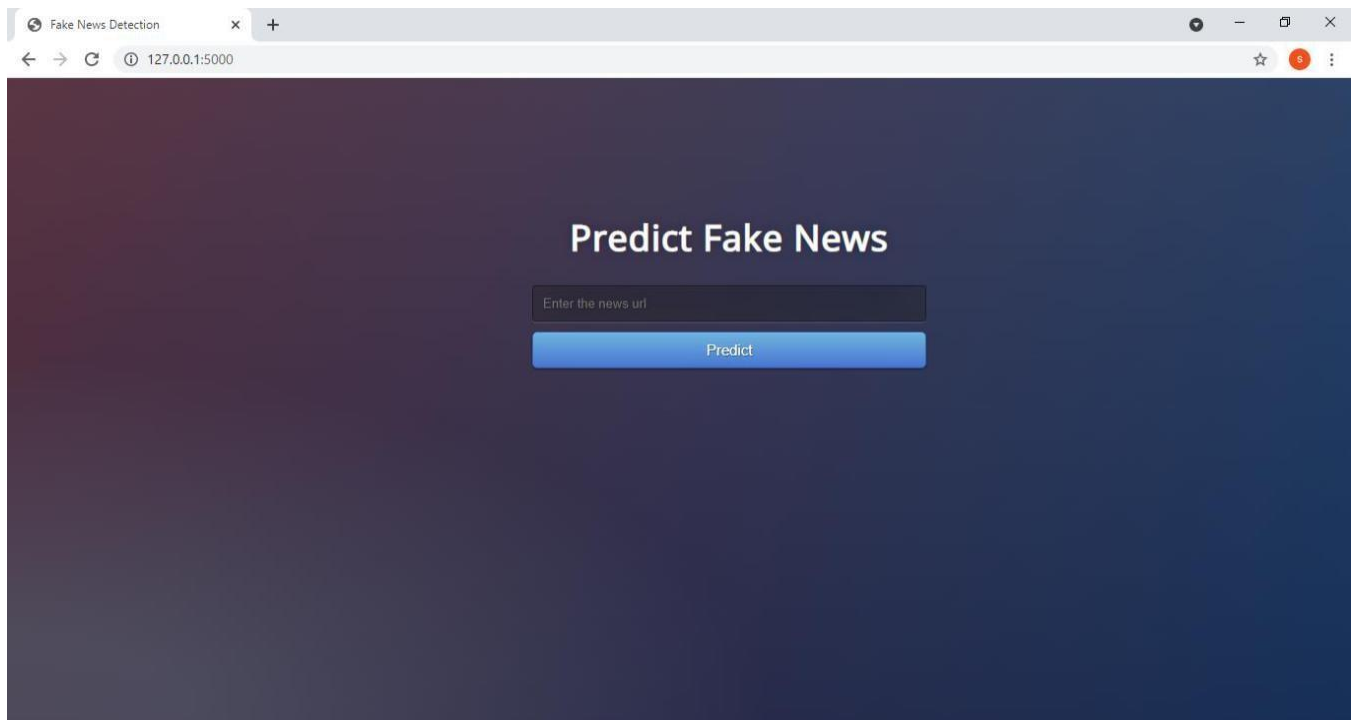 Fake News Detection
127.0.0.1:5000
S
Predict Fake News
Enter the news url
Predict